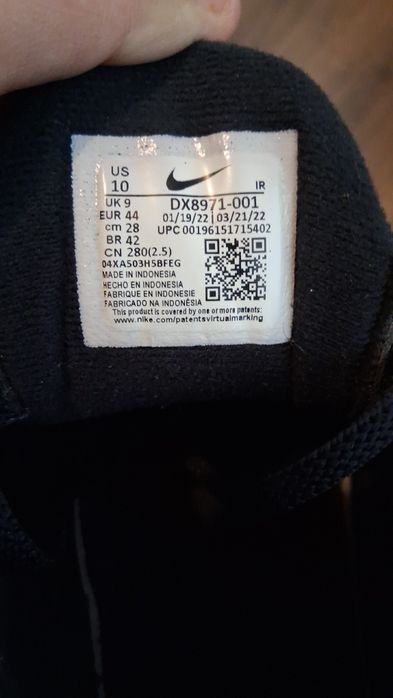 US
10
IR
UK 9 DX8971-001
EUR 44 01/19/22 | 03/21/22
cm 28 UPC 00196151715402
BR 42
CN 280(2.5)
04XA503H5BFEG
MADE IN INDONESIA
HECHO EN INDONESIA
FABRIQUE EN INDONESIE
FABRICADO NA INDONÉSIA
This product is covered by one or more patents:
www.nike.com/patentsvirtualmarking